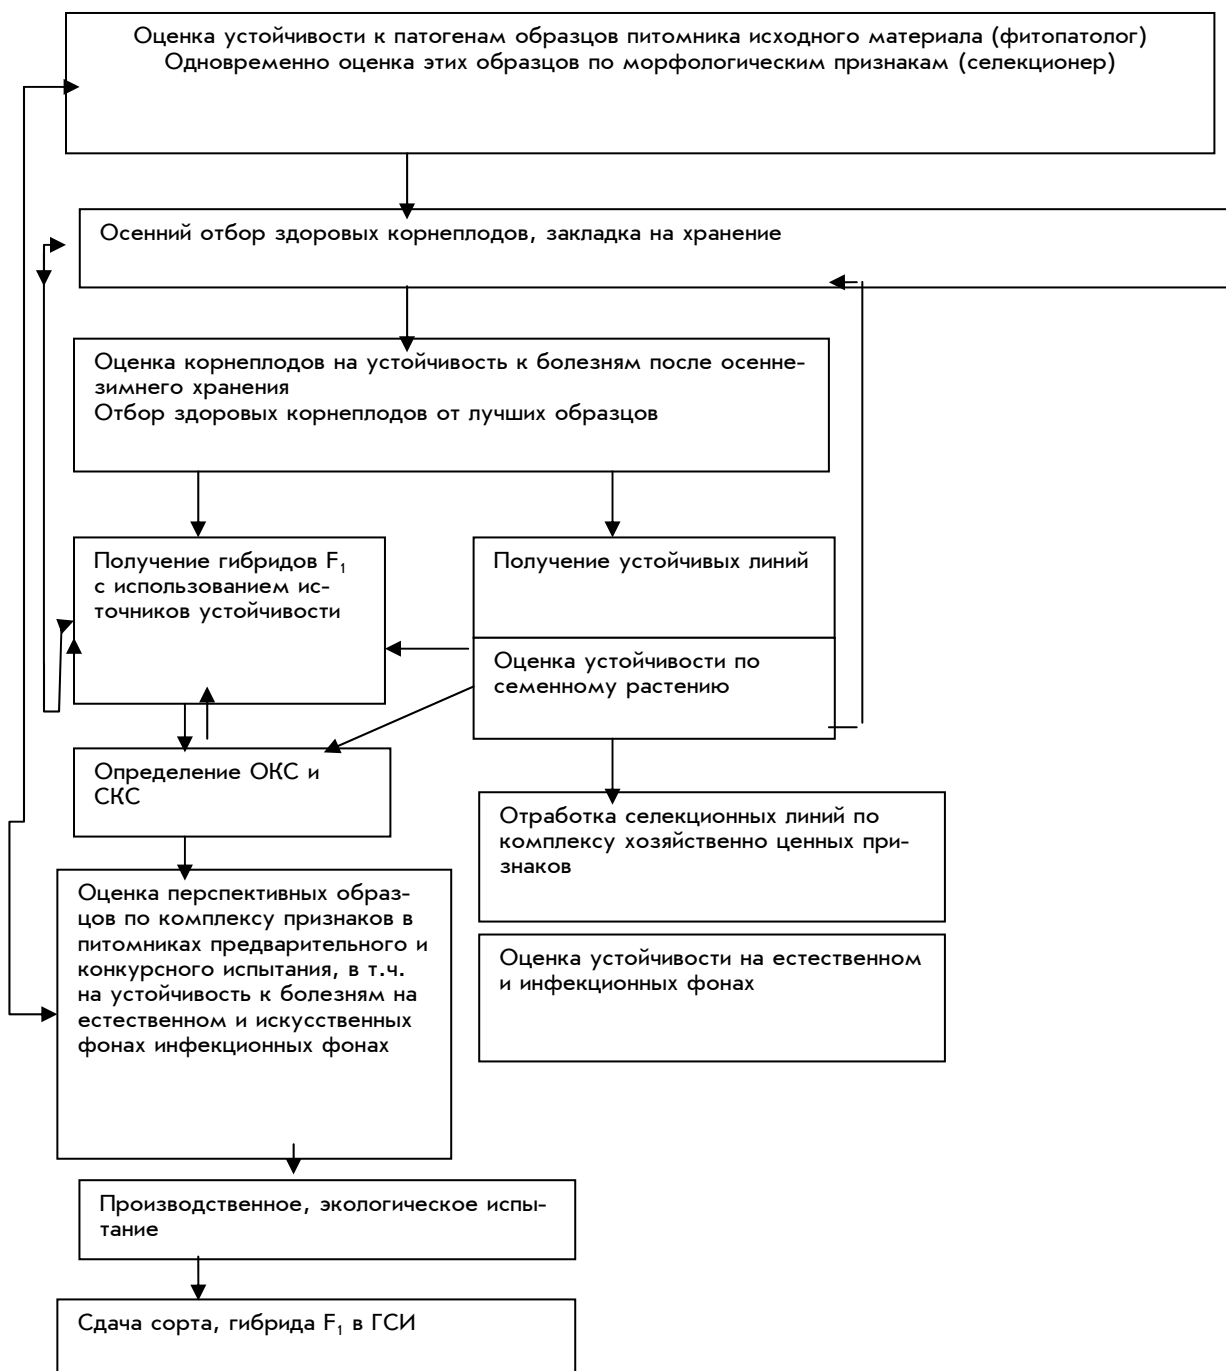 Оценка устойчивости к патогенам образцов питомника исходного материала (фитопатолог)
Одновременно оценка этих образцов по морфологическим признакам (селекционер)
Осенний отбор здоровых корнеплодов, закладка на хранение
Оценка корнеплодов на устойчивость к болезням после осенне-
зимнего хранения
Отбор здоровых корнеплодов от лучших образцов
Получение гибридов F₁
с использованием ис-
точников устойчивости
Получение устойчивых линий
Оценка устойчивости по
семенному растению
Определение ОКС и
СКС
Отработка селекционных линий по
комплексу хозяйственно ценных при-
знаков
Оценка перспективных образ-
цов по комплексу признаков в
питомниках предварительного и
конкурсного испытания, в т.ч.
на устойчивость к болезням на
естественном и искусственных
фонах инфекционных фонах
Оценка устойчивости на естественном
и инфекционных фонах
Производственное, экологическое испы-
тание
Сдача сорта, гибрида F₁ в ГСИ